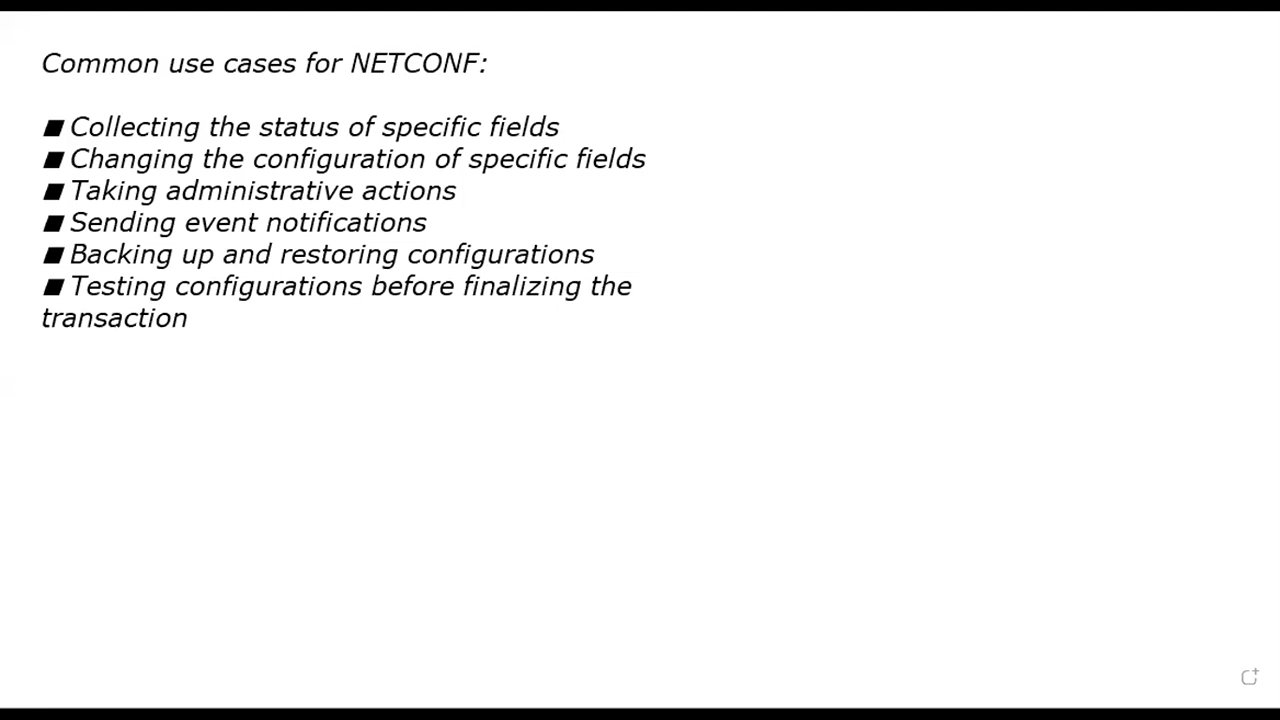 Common use cases for NETCONF:
■ Collecting the status of specific fields
■ Changing the configuration of specific fields
■ Taking administrative actions
■ Sending event notifications
■ Backing up and restoring configurations
■ Testing configurations before finalizing the
transaction